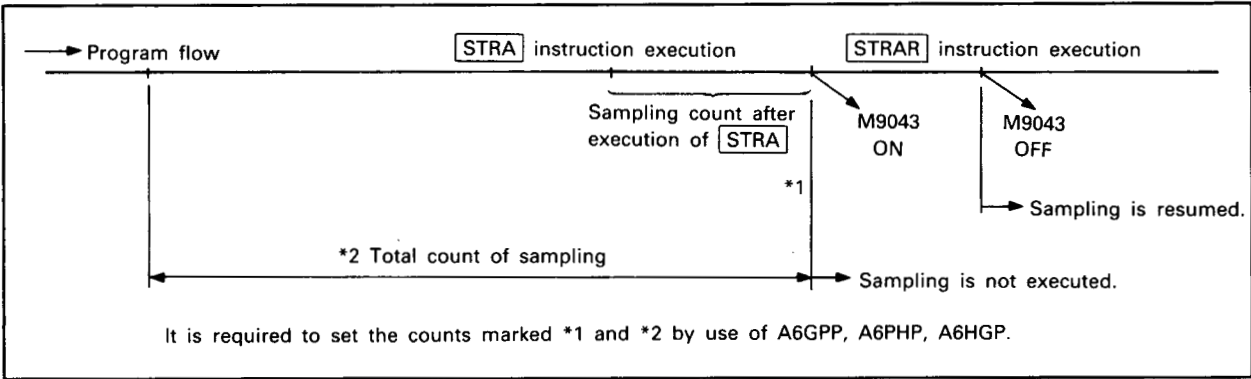 Program flow
STRA instruction execution
STRAR instruction execution
Sampling count after
execution of STRA
M9043
ON
M9043
OFF
*1
Sampling is resumed.
*2 Total count of sampling
Sampling is not executed.
It is required to set the counts marked *1 and *2 by use of A6GPP, A6PHP, A6HGP.